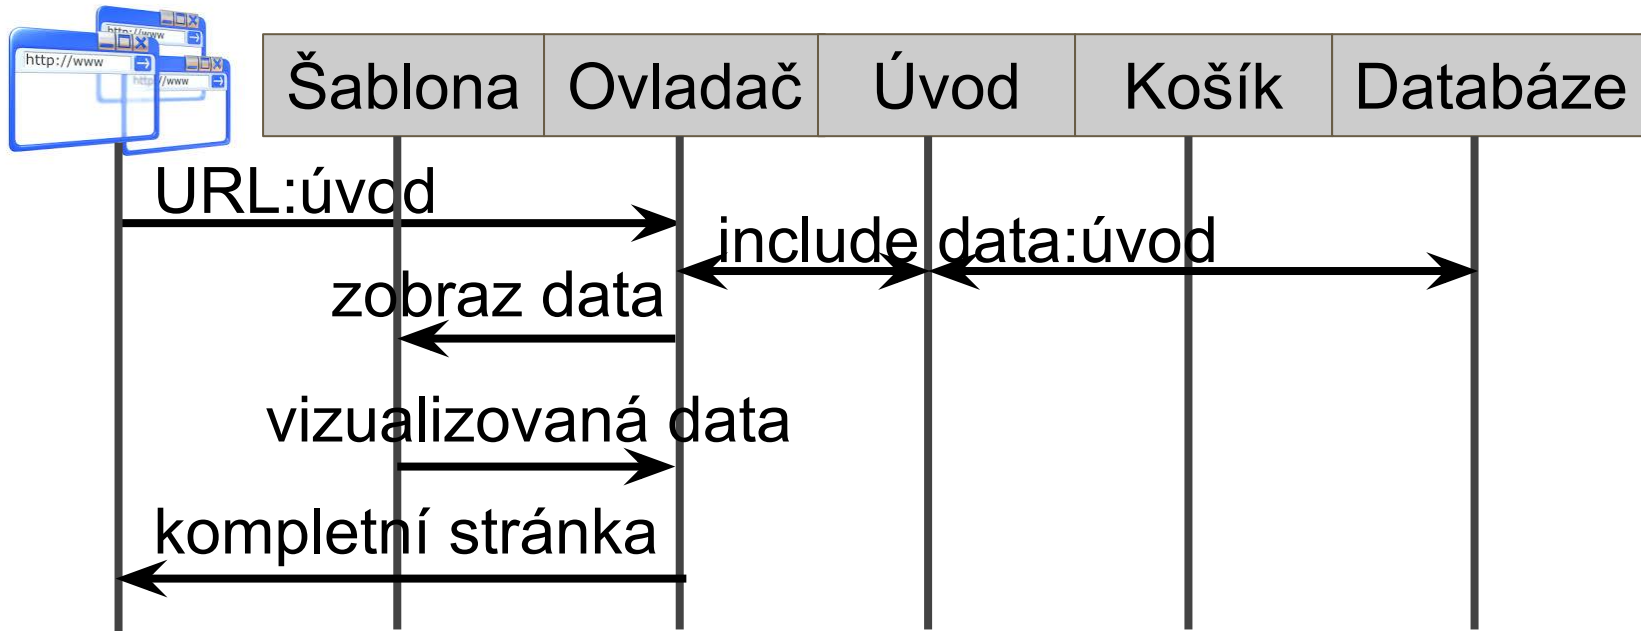 http://www
http://www
http://www
Šablona Ovladač Úvod Košík Databáze
URL:úvod
include data:úvod
zobraz data
vizualizovaná data
kompletní stránka